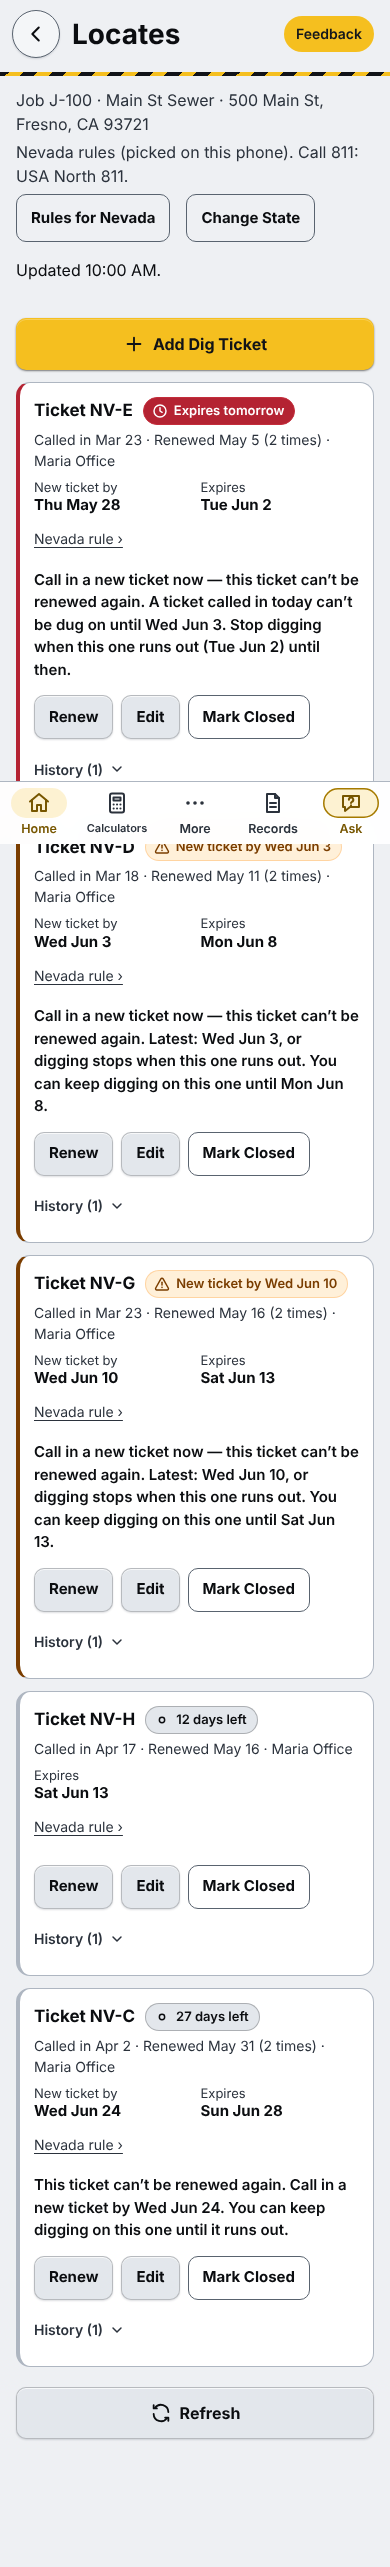 Locates
Feedback
Job J-100 · Main St Sewer · 500 Main St,
Fresno, CA 93721
Nevada rules (picked on this phone). Call 811:
USA North 811.
Rules for Nevada
Change State
Updated 10:00 AM.
Add Dig Ticket
Ticket NV-E
Expires tomorrow
Called in Mar 23 · Renewed May 5 (2 times) ·
Maria Office
New ticket by
Expires
Thu May 28
Tue Jun 2
Nevada rule ›
Call in a new ticket now — this ticket can’t be
renewed again. A ticket called in today can’t
be dug on until Wed Jun 3. Stop digging
when this one runs out (Tue Jun 2) until
then.
Renew
Edit
Mark Closed
History (1)
Home
Calculators
More
Records
Ask
Ticket NV-D
New ticket by Wed Jun 3
Called in Mar 18 · Renewed May 11 (2 times) ·
Maria Office
New ticket by
Expires
Wed Jun 3
Mon Jun 8
Nevada rule ›
Call in a new ticket now — this ticket can’t be
renewed again. Latest: Wed Jun 3, or
digging stops when this one runs out. You
can keep digging on this one until Mon Jun
8.
Renew
Edit
Mark Closed
History (1)
Ticket NV-G
New ticket by Wed Jun 10
Called in Mar 23 · Renewed May 16 (2 times) ·
Maria Office
New ticket by
Expires
Wed Jun 10
Sat Jun 13
Nevada rule ›
Call in a new ticket now — this ticket can’t be
renewed again. Latest: Wed Jun 10, or
digging stops when this one runs out. You
can keep digging on this one until Sat Jun
13.
Renew
Edit
Mark Closed
History (1)
Ticket NV-H
12 days left
Called in Apr 17 · Renewed May 16 · Maria Office
Expires
Sat Jun 13
Nevada rule ›
Renew
Edit
Mark Closed
History (1)
Ticket NV-C
27 days left
Called in Apr 2 · Renewed May 31 (2 times) ·
Maria Office
New ticket by
Expires
Wed Jun 24
Sun Jun 28
Nevada rule ›
This ticket can’t be renewed again. Call in a
new ticket by Wed Jun 24. You can keep
digging on this one until it runs out.
Renew
Edit
Mark Closed
History (1)
Refresh